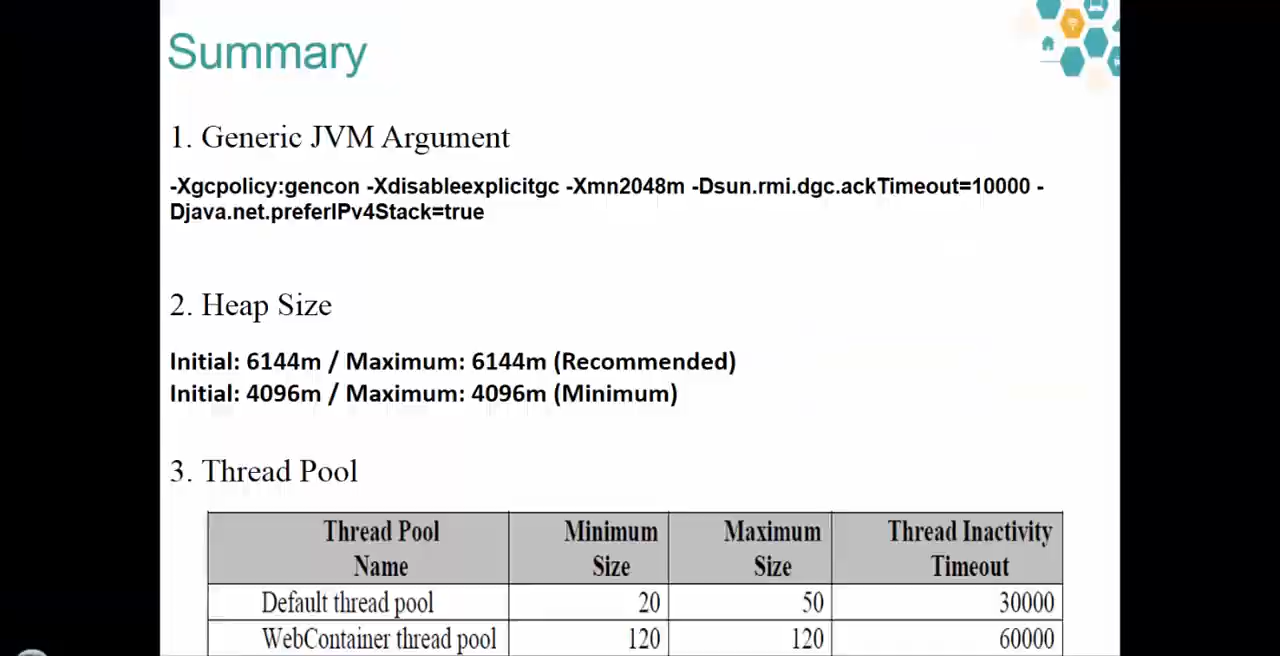 Summary
1. Generic JVM Argument
-Xgcpolicy:gencon -Xdisableexplicitgc -Xmn2048m -Dsun.rmi.dgc.ackTimeout=10000 -
Djava.net.preferIPv4Stack=true
2. Heap Size
Initial: 6144m / Maximum: 6144m (Recommended)
Initial: 4096m / Maximum: 4096m (Minimum)
3. Thread Pool
Thread Pool Name Minimum Size Maximum Size Thread Inactivity Timeout
Default thread pool 20 50 30000
WebContainer thread pool 120 120 60000